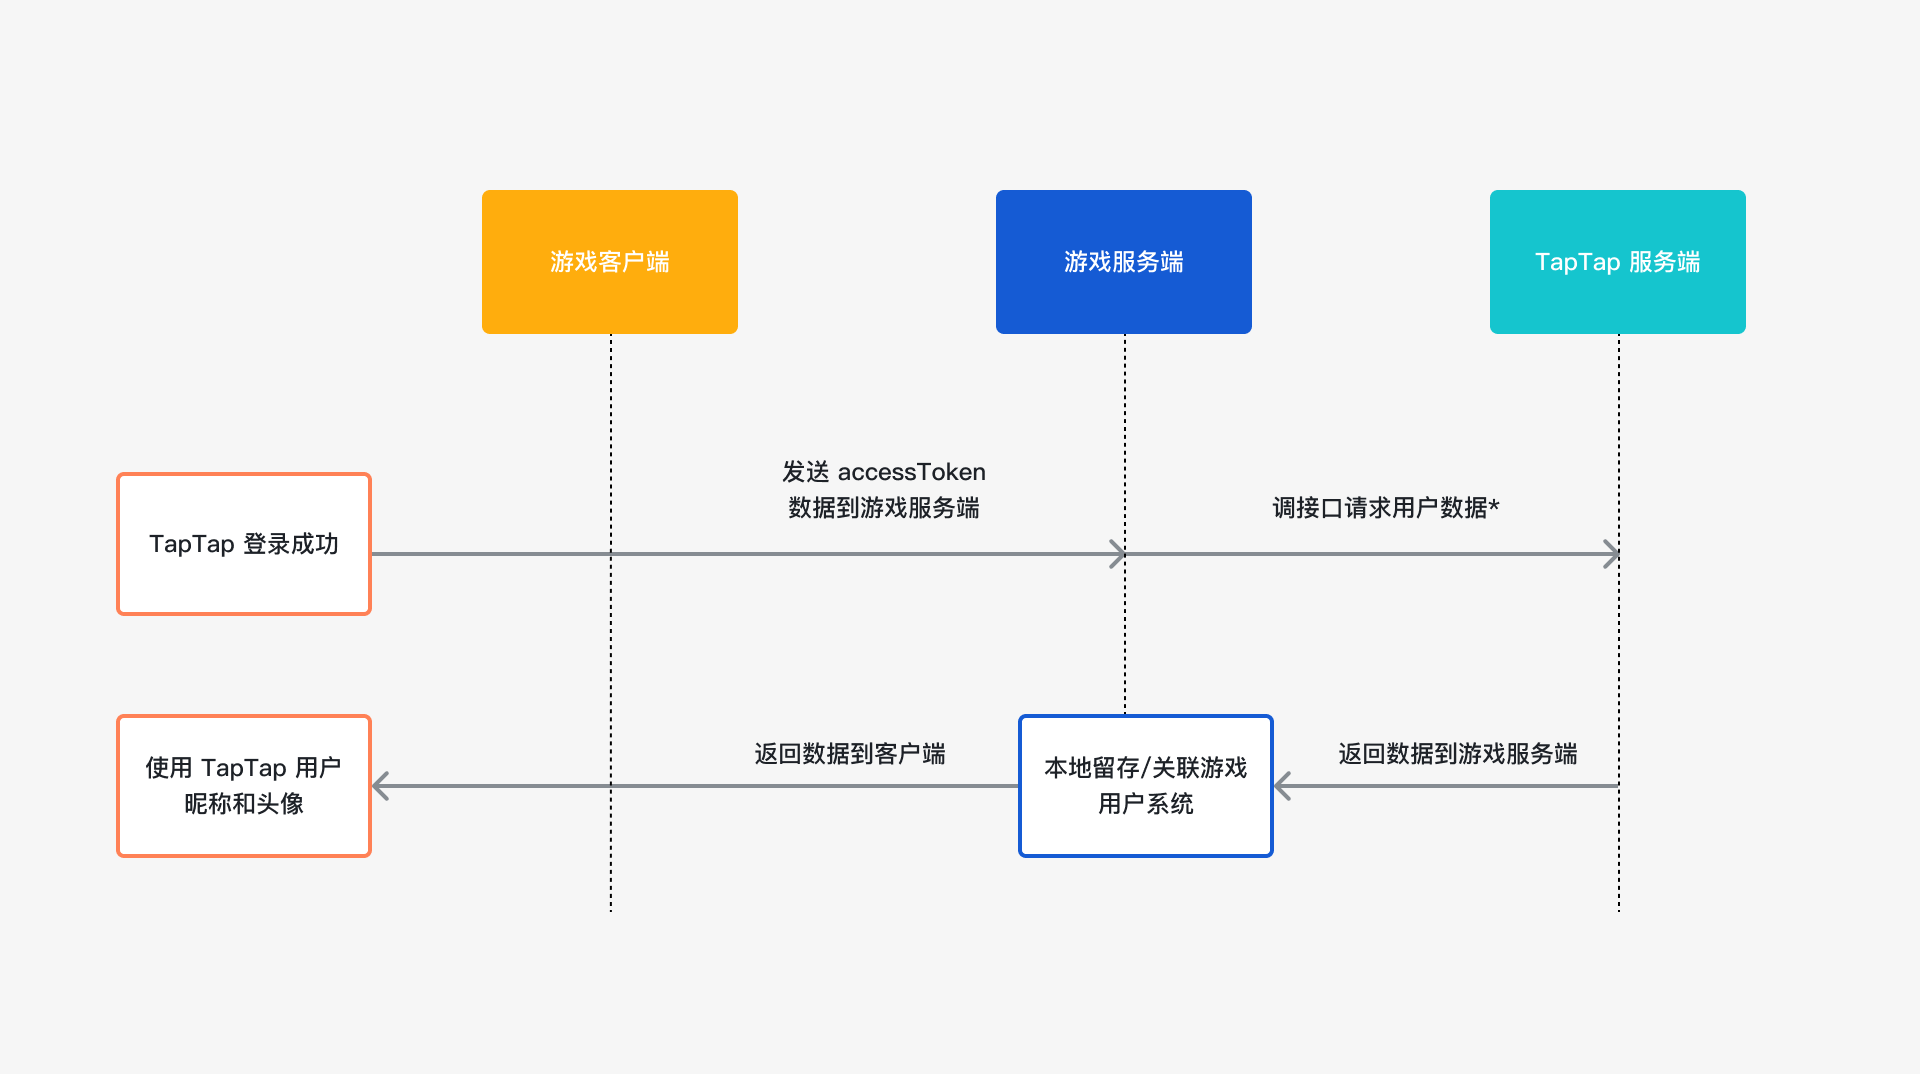 游戏客户端
游戏服务端
TapTap 服务端
发送 accessToken
数据到游戏服务端
调接口请求用户数据*
TapTap 登录成功
返回数据到客户端
返回数据到游戏服务端
使用 TapTap 用户
昵称和头像
本地留存/关联游戏
用户系统